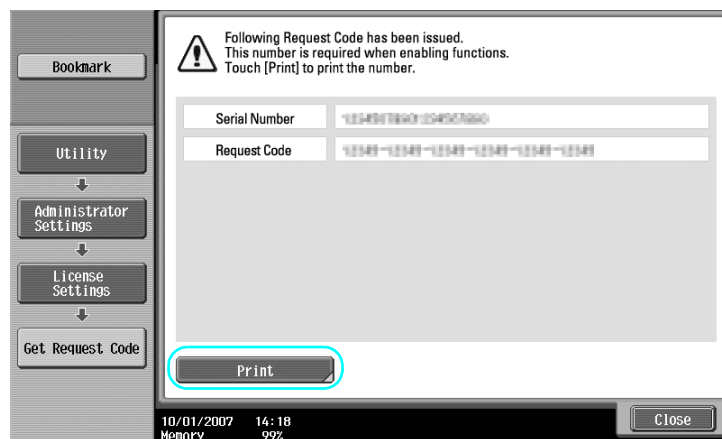 Bookmark
Utility
Administrator
Settings
License
Settings
Get Request Code
Following Request Code has been issued.
This number is required when enabling functions.
Touch [Print] to print the number.
Serial Number
Request Code
Print
10/01/2007 14:18
Memory 99%
Close